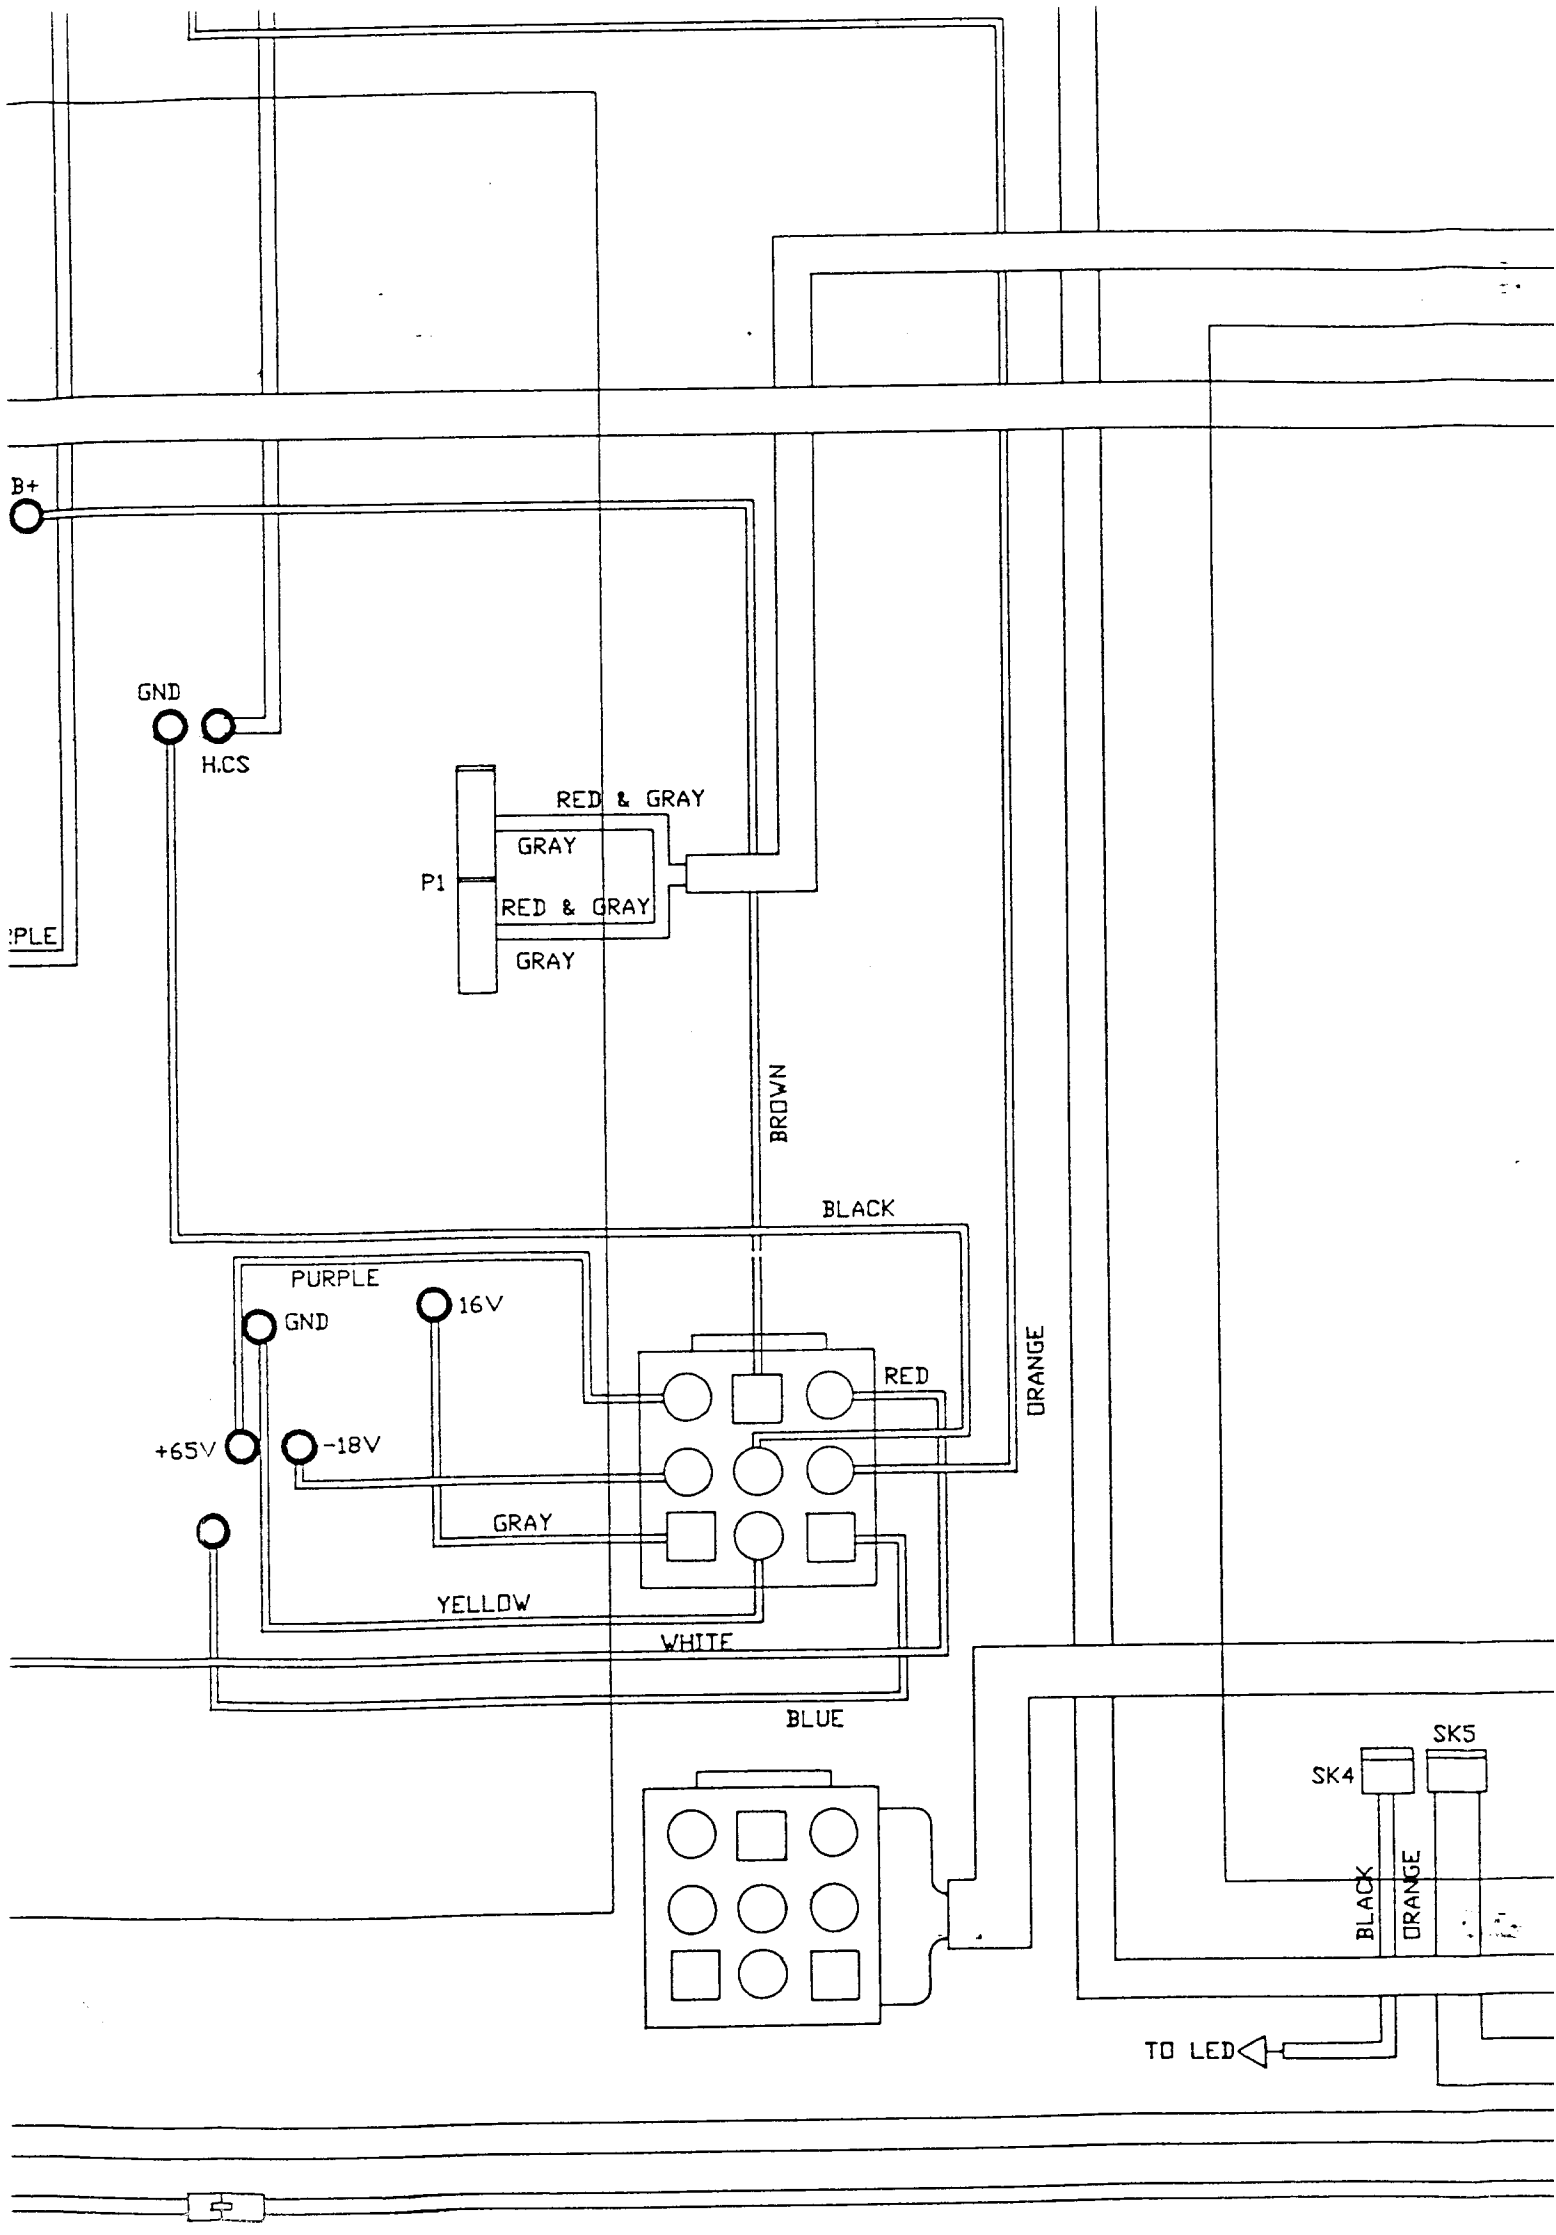 B+
GND
H.CS
RED & GRAY
GRAY
P1
RED & GRAY
GRAY
RPLE
BROWN
BLACK
PURPLE
16V
GND
ORANGE
RED
+65V
-18V
GRAY
YELLOW
WHITE
BLUE
SK5
SK4
BLACK
ORANGE
TO LED